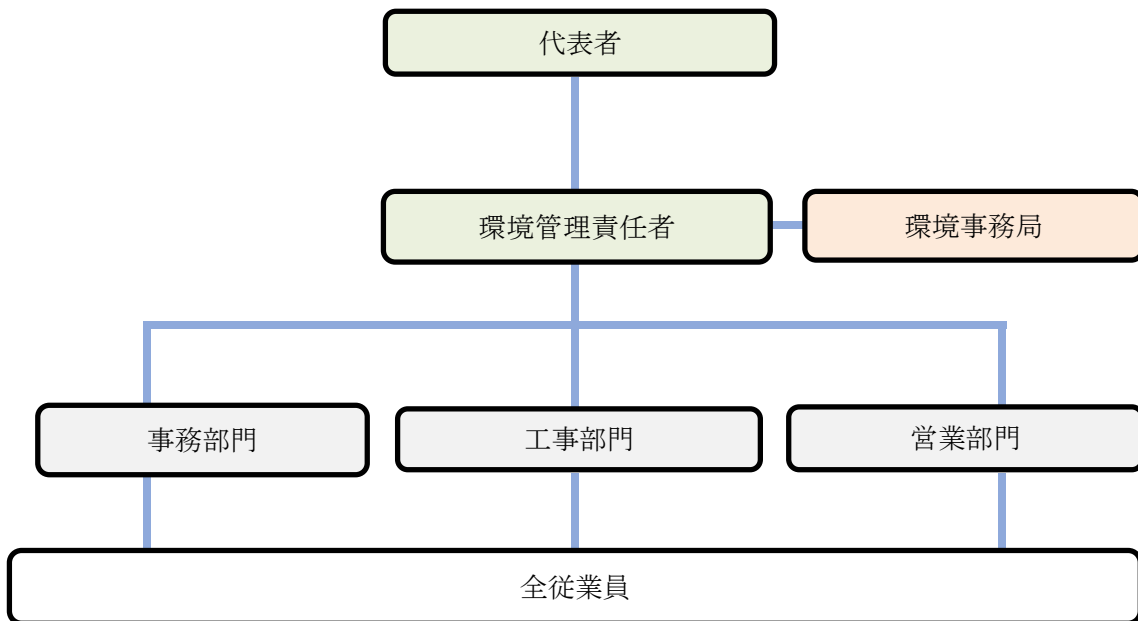 代表者
環境管理責任者
環境事務局
事務部門
工事部門
営業部門
全従業員